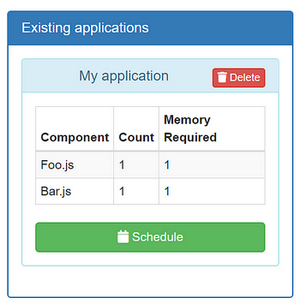 Existing applications
My application Delete
Component Count Memory Required
Foo.js 1 1
Bar.js 1 1
Schedule